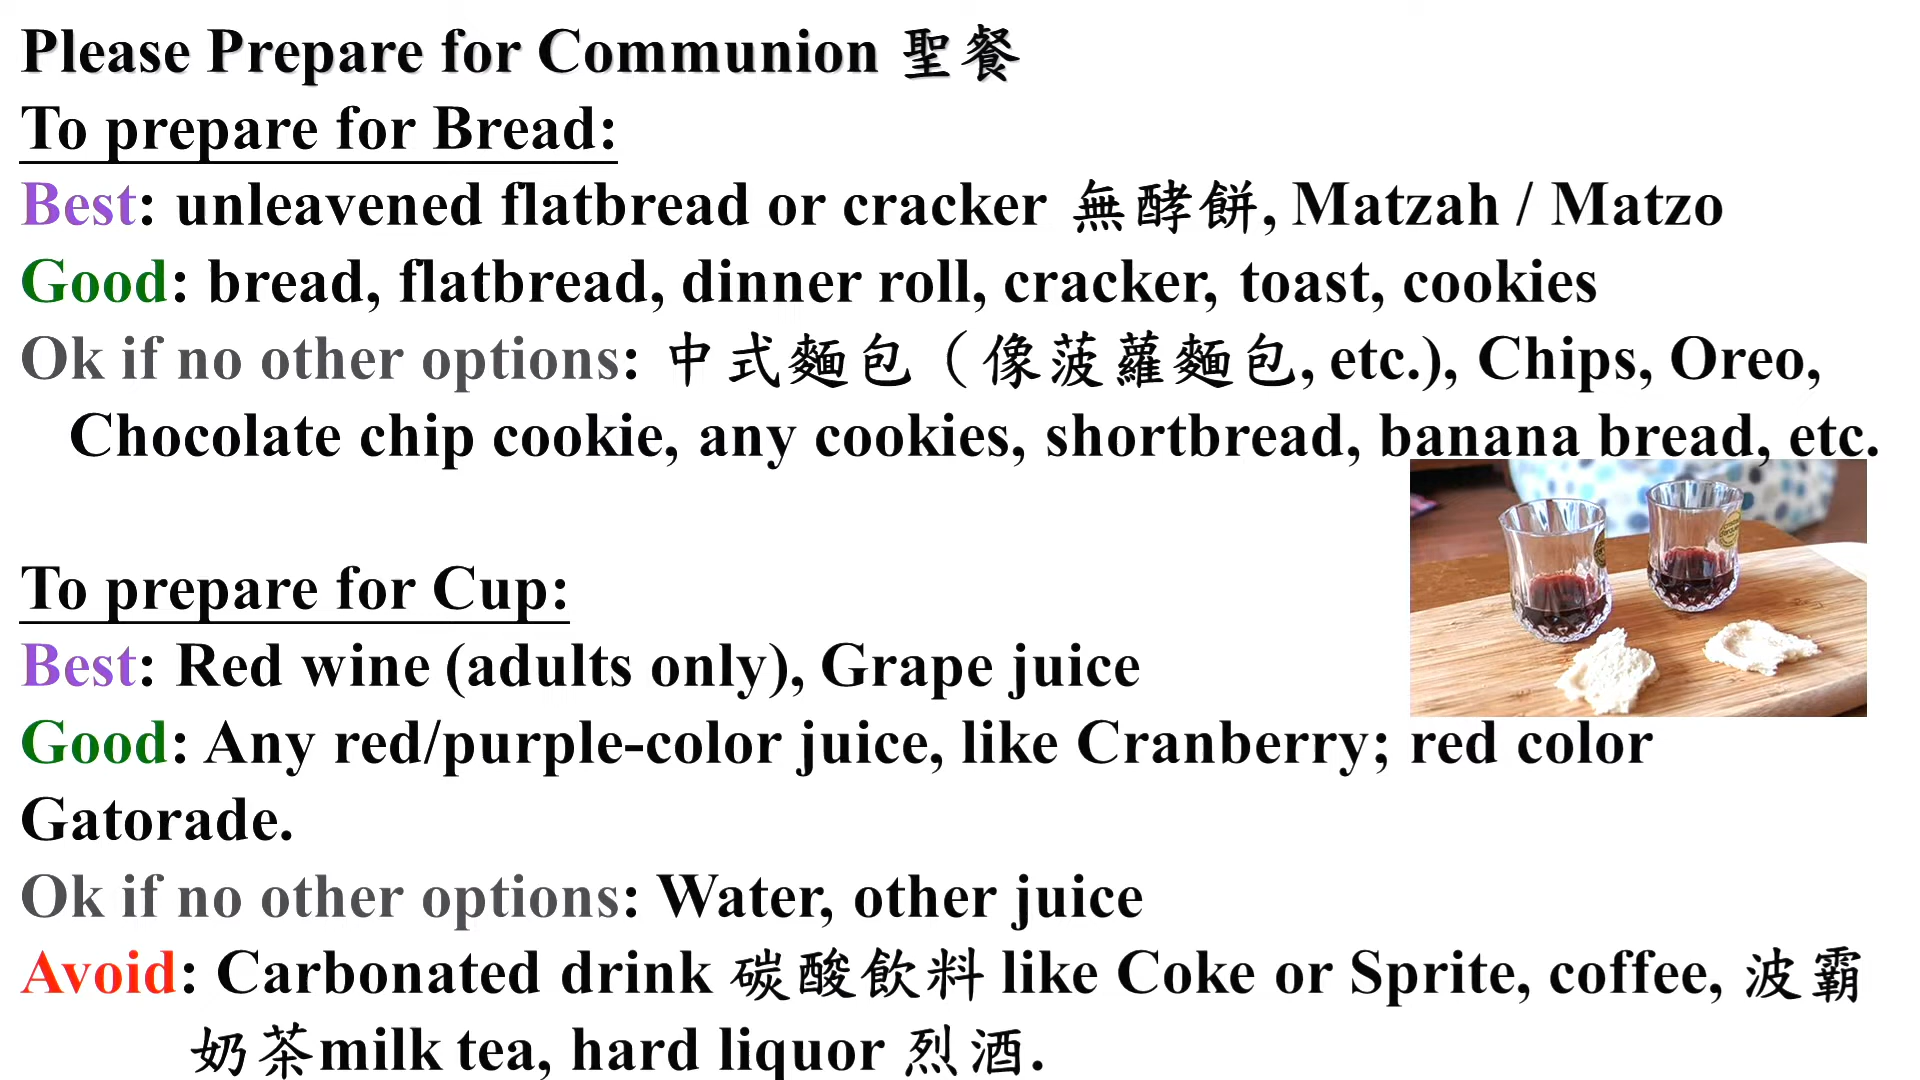 Please Prepare for Communion 聖餐
To prepare for Bread:
Best: unleavened flatbread or cracker 無酵餅, Matzah / Matzo
Good: bread, flatbread, dinner roll, cracker, toast, cookies
Ok if no other options: 中式麵包（像菠蘿麵包, etc.), Chips, Oreo,
Chocolate chip cookie, any cookies, shortbread, banana bread, etc.
To prepare for Cup:
Best: Red wine (adults only), Grape juice
Good: Any red/purple-color juice, like Cranberry; red color
Gatorade.
Ok if no other options: Water, other juice
Avoid: Carbonated drink 碳酸飲料 like Coke or Sprite, coffee, 波霸
奶茶milk tea, hard liquor 烈酒.